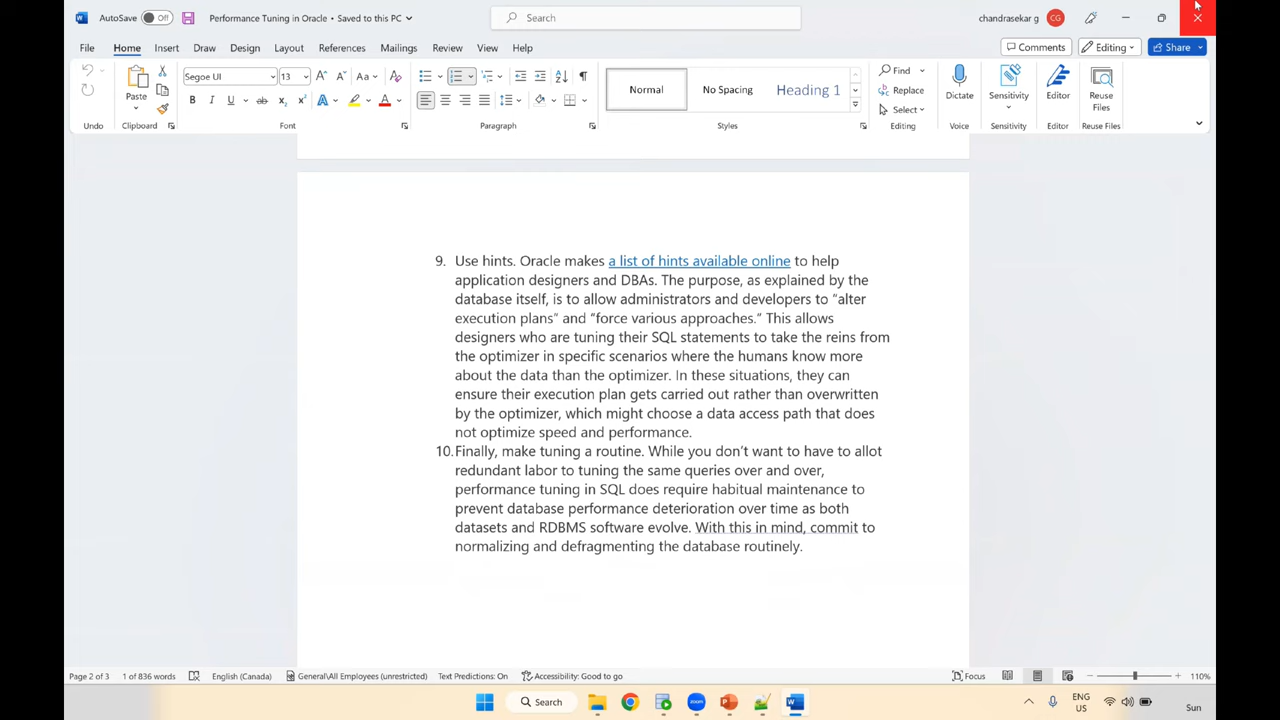 AutoSave Off Performance Tuning in Oracle • Saved to this PC Search chandrasekar g CG
File Home Insert Draw Design Layout References Mailings Review View Help Comments Editing Share
Segoe UI 13 Aa Find
Paste B I U ab x₂ x² A A Normal No Spacing Heading 1 Replace Dictate Sensitivity Editor Reuse Files
Select
Undo Clipboard Font Paragraph Styles Editing Voice Sensitivity Editor Reuse Files
9. Use hints. Oracle makes a list of hints available online to help
application designers and DBAs. The purpose, as explained by the
database itself, is to allow administrators and developers to “alter
execution plans” and “force various approaches.” This allows
designers who are tuning their SQL statements to take the reins from
the optimizer in specific scenarios where the humans know more
about the data than the optimizer. In these situations, they can
ensure their execution plan gets carried out rather than overwritten
by the optimizer, which might choose a data access path that does
not optimize speed and performance.
10. Finally, make tuning a routine. While you don’t want to have to allot
redundant labor to tuning the same queries over and over,
performance tuning in SQL does require habitual maintenance to
prevent database performance deterioration over time as both
datasets and RDBMS software evolve. With this in mind, commit to
normalizing and defragmenting the database routinely.
Page 2 of 3 1 of 836 words English (Canada) General\All Employees (unrestricted) Text Predictions: On Accessibility: Good to go Focus 110%
Search zoom ENG
US
Sun